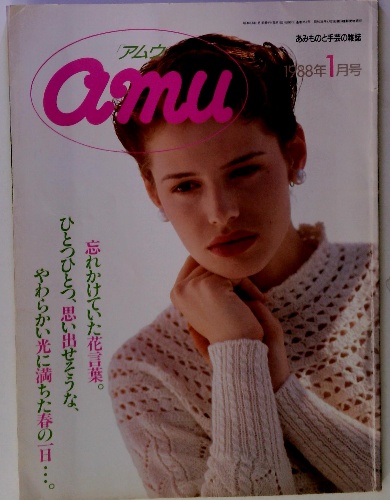 あみものと手芸の雑誌
アムウ
amu
1988年1月号
忘れかけていた花言葉。
ひとつひとつ、思い出せそうな、
やわらかい光に満ちた春の一日…。